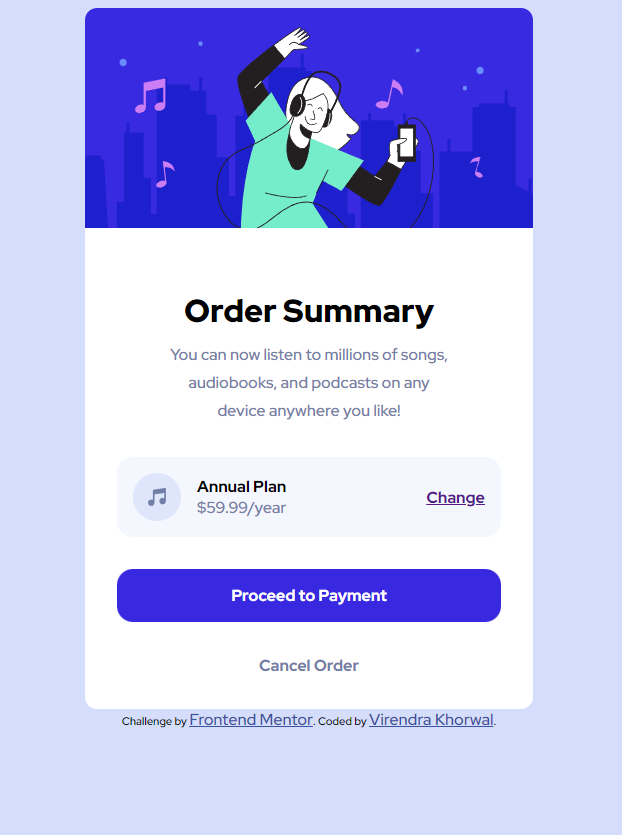 Order Summary
You can now listen to millions of songs,
audiobooks, and podcasts on any
device anywhere you like!
Annual Plan
$59.99/year
Change
Proceed to Payment
Cancel Order
Challenge by Frontend Mentor. Coded by Virendra Khorwal.